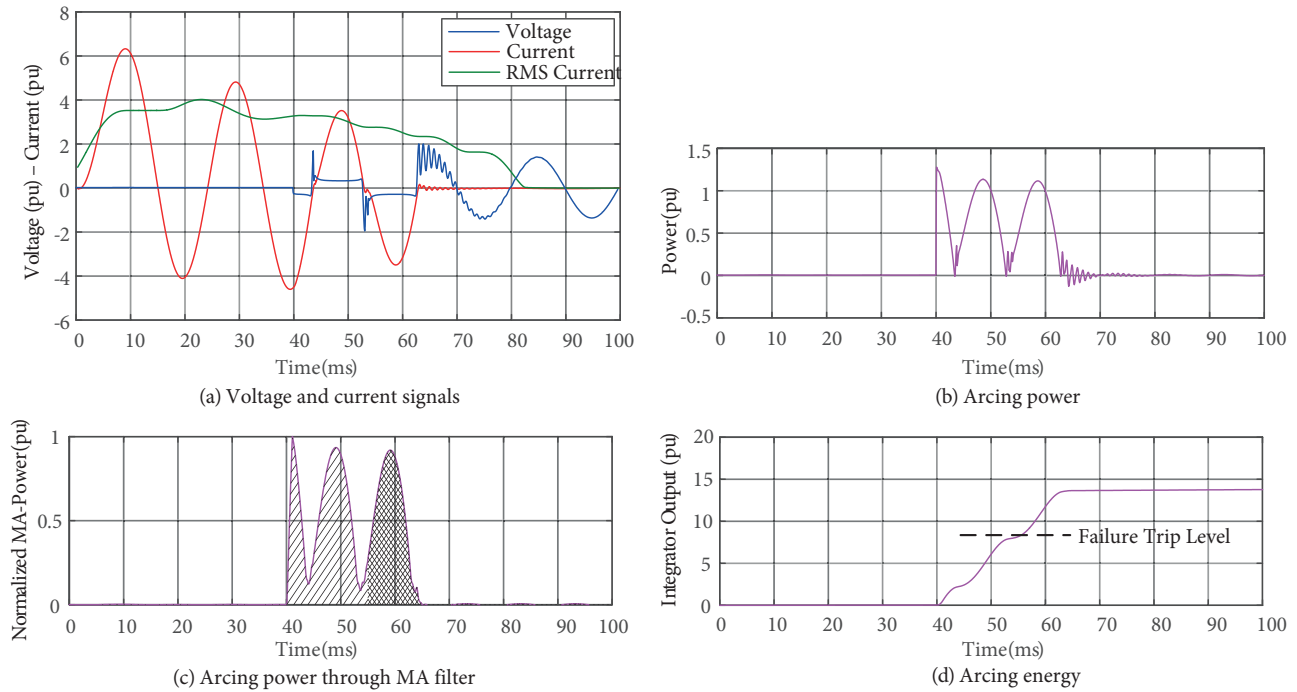 Voltage (pu) – Current (pu)
8
6
4
2
0
-2
-4
-6
Voltage
Current
RMS Current
0 10 20 30 40 50 60 70 80 90 100
Time(ms)
(a) Voltage and current signals
Power(pu)
1.5
1
0.5
0
-0.5
0 10 20 30 40 50 60 70 80 90 100
Time(ms)
(b) Arcing power
Normalized MA-Power(pu)
1
0.5
0
0 10 20 30 40 50 60 70 80 90 100
Time(ms)
(c) Arcing power through MA filter
Integrator Output (pu)
20
15
10
5
0
Failure Trip Level
0 10 20 30 40 50 60 70 80 90 100
Time(ms)
(d) Arcing energy